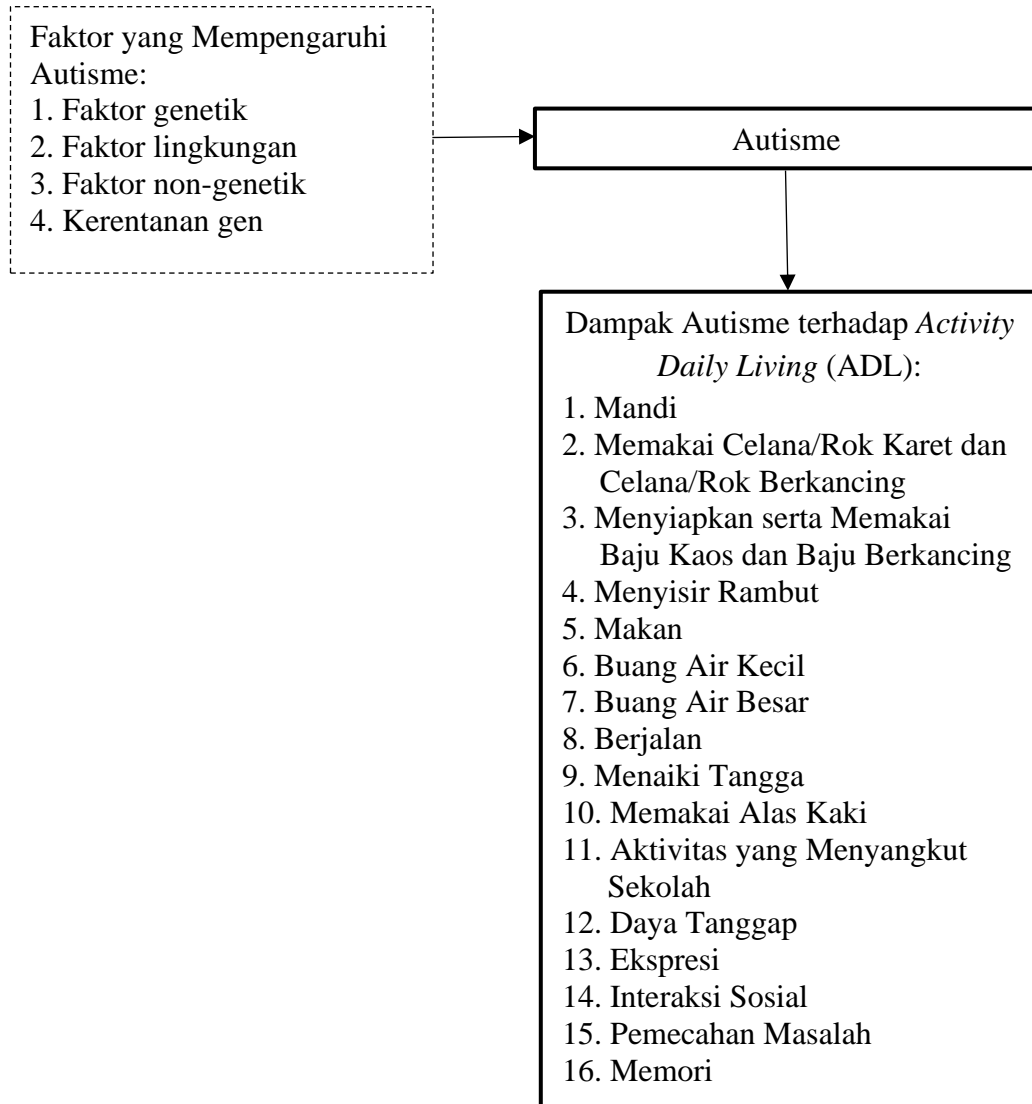 Faktor yang Mempengaruhi
Autisme:
1. Faktor genetik
2. Faktor lingkungan
3. Faktor non-genetik
4. Kerentanan gen
Autisme
Dampak Autisme terhadap Activity
Daily Living (ADL):
1. Mandi
2. Memakai Celana/Rok Karet dan
Celana/Rok Berkancing
3. Menyiapkan serta Memakai
Baju Kaos dan Baju Berkancing
4. Menyisir Rambut
5. Makan
6. Buang Air Kecil
7. Buang Air Besar
8. Berjalan
9. Menaiki Tangga
10. Memakai Alas Kaki
11. Aktivitas yang Menyangkut
Sekolah
12. Daya Tanggap
13. Ekspresi
14. Interaksi Sosial
15. Pemecahan Masalah
16. Memori